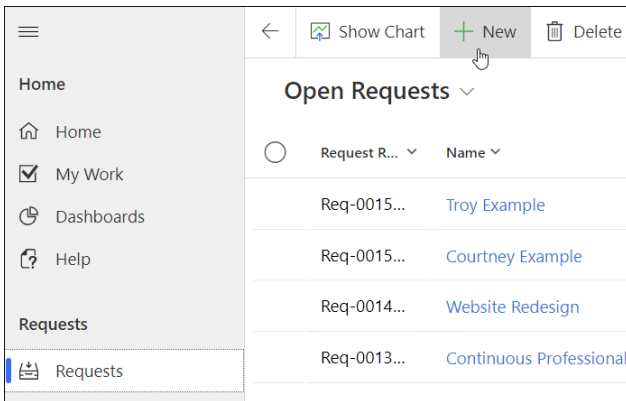 Show Chart New Delete
Home
Open Requests
Home
Request R... Name
My Work
Req-0015... Troy Example
Dashboards
Req-0015... Courtney Example
Help
Req-0014... Website Redesign
Requests
Req-0013... Continuous Professional
Requests